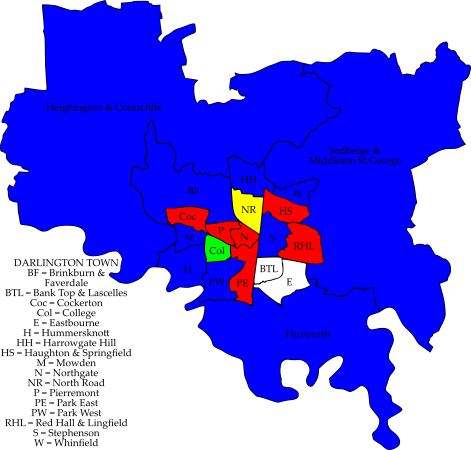 Heighington & Coniscliffe
Sadberge &
Middleton St George
HH
BF
W
NR
HS
Coc
P
M
N
S
RHL
Col
H
BTL
PW
PE
E
Hurworth
DARLINGTON TOWN
BF = Brinkburn &
Faverdale
BTL = Bank Top & Lascelles
Coc = Cockerton
Col = College
E = Eastbourne
H = Hummersknott
HH = Harrowgate Hill
HS = Haughton & Springfield
M = Mowden
N = Northgate
NR = North Road
P = Pierremont
PE = Park East
PW = Park West
RHL = Red Hall & Lingfield
S = Stephenson
W = Whinfield